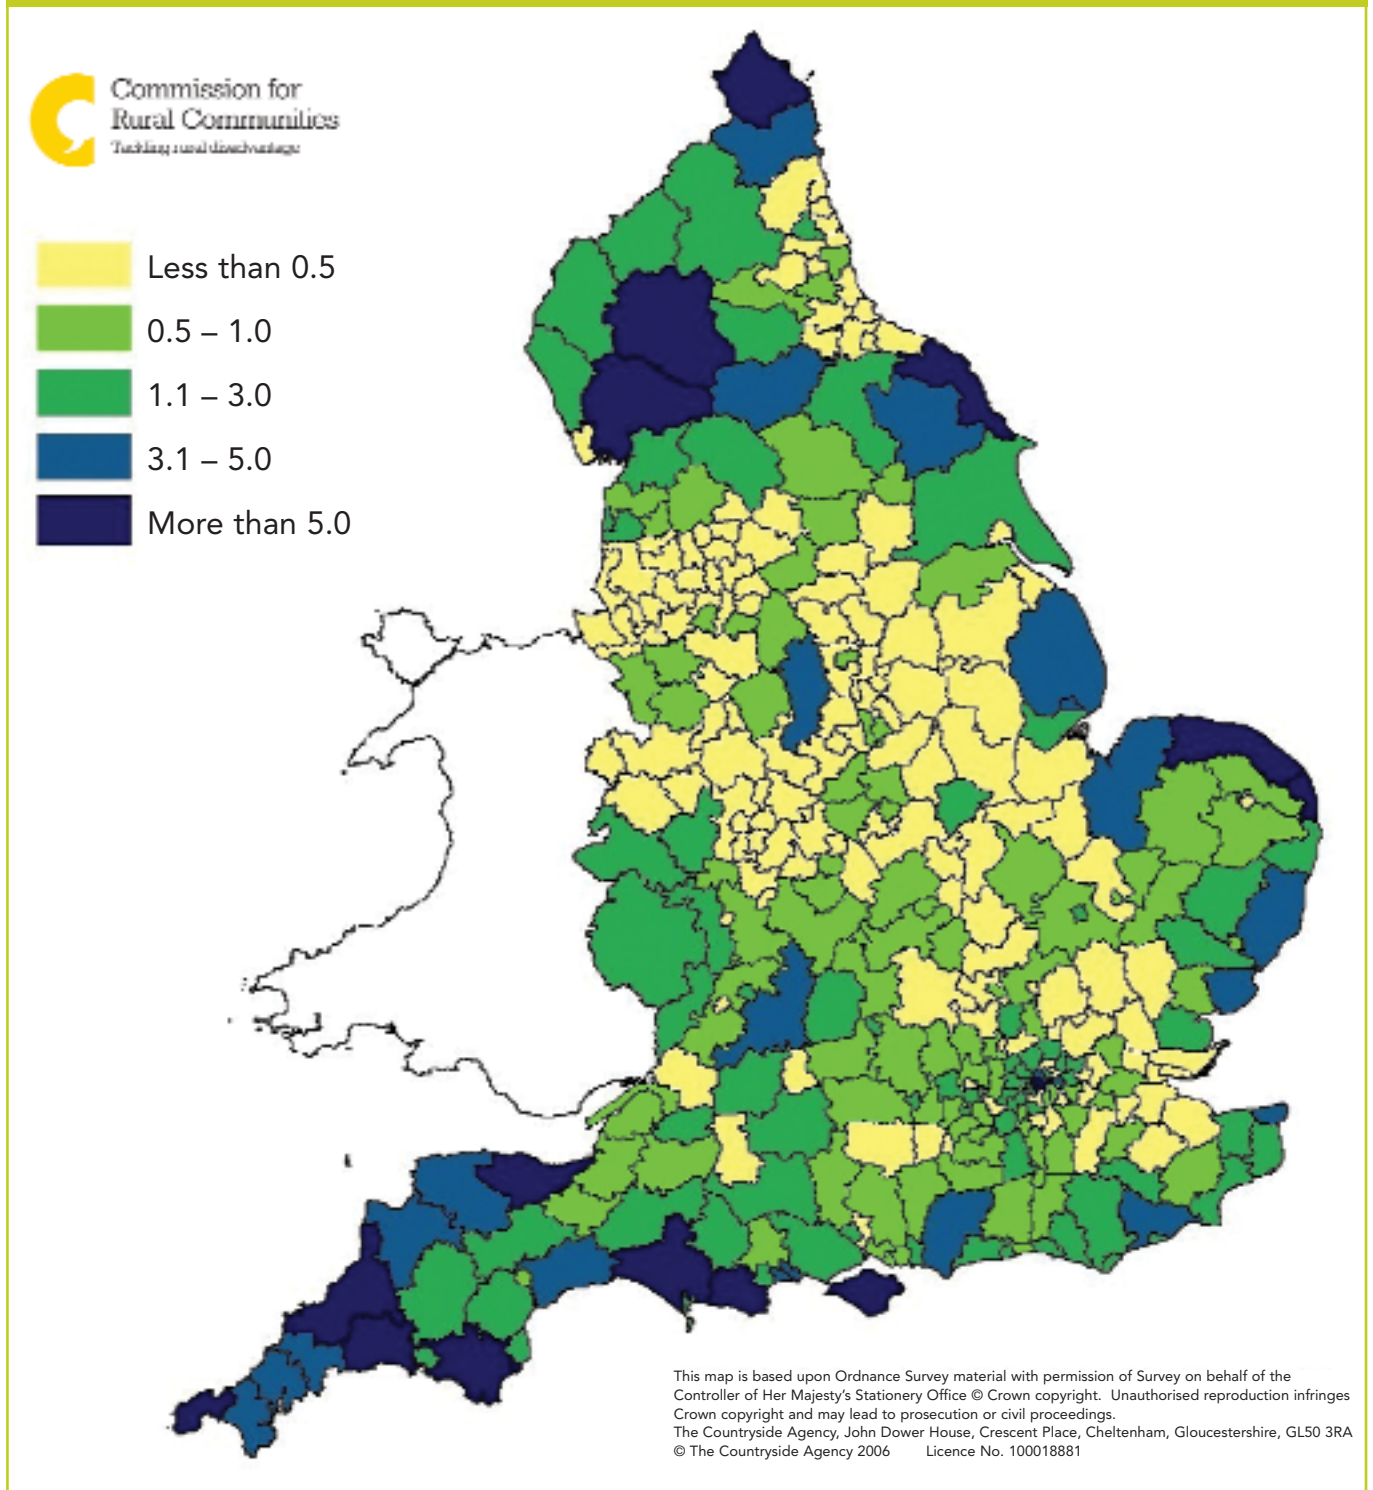 Commission for
Rural Communities
Tackling rural disadvantage
Less than 0.5
0.5 – 1.0
1.1 – 3.0
3.1 – 5.0
More than 5.0
This map is based upon Ordnance Survey material with permission of Survey on behalf of the
Controller of Her Majesty's Stationery Office © Crown copyright. Unauthorised reproduction infringes
Crown copyright and may lead to prosecution or civil proceedings.
The Countryside Agency, John Dower House, Crescent Place, Cheltenham, Gloucestershire, GL50 3RA
© The Countryside Agency 2006 Licence No. 100018881